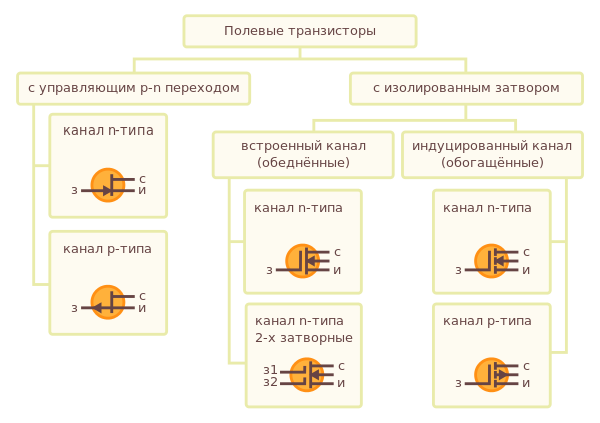 Полевые транзисторы
с управляющим p-n переходом
с изолированным затвором
канал n-типа
з
с
и
канал p-типа
з
с
и
встроенный канал
(обеднённые)
индуцированный канал
(обогащённые)
канал n-типа
з
с
и
канал n-типа
2-х затворные
з1
з2
с
и
канал n-типа
з
с
и
канал p-типа
з
с
и